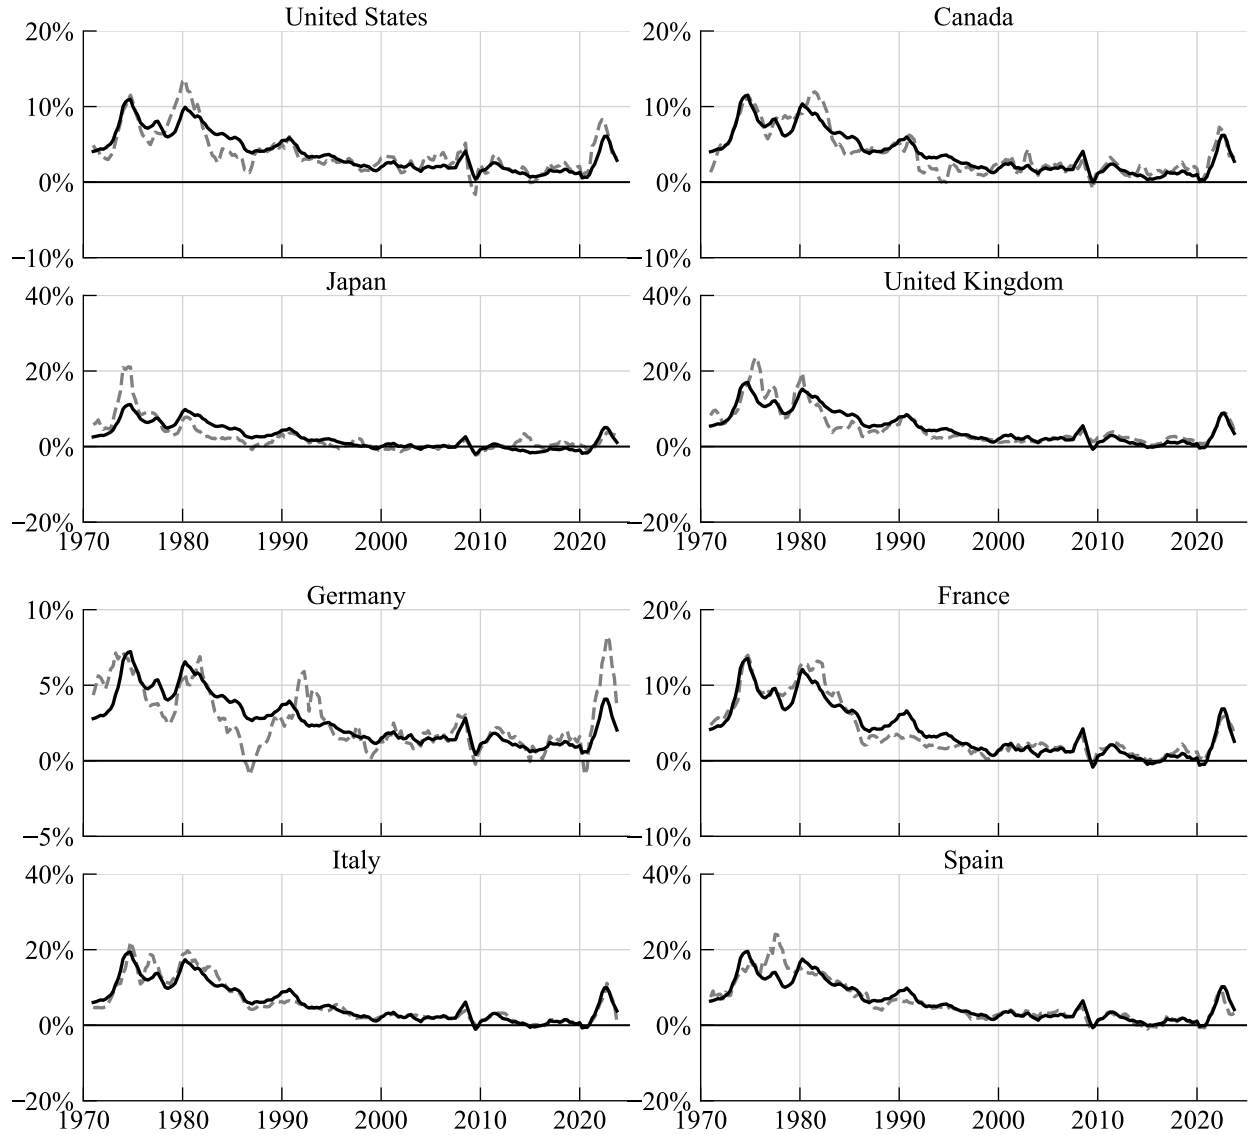 United States Canada
20% 20%
10% 10%
0% 0%
−10% −10%
Japan United Kingdom
40% 40%
20% 20%
0% 0%
−20% −20%
1970 1980 1990 2000 2010 2020 1970 1980 1990 2000 2010 2020
Germany France
10% 20%
5% 10%
0% 0%
−5% −10%
Italy Spain
40% 40%
20% 20%
0% 0%
−20% −20%
1970 1980 1990 2000 2010 2020 1970 1980 1990 2000 2010 2020